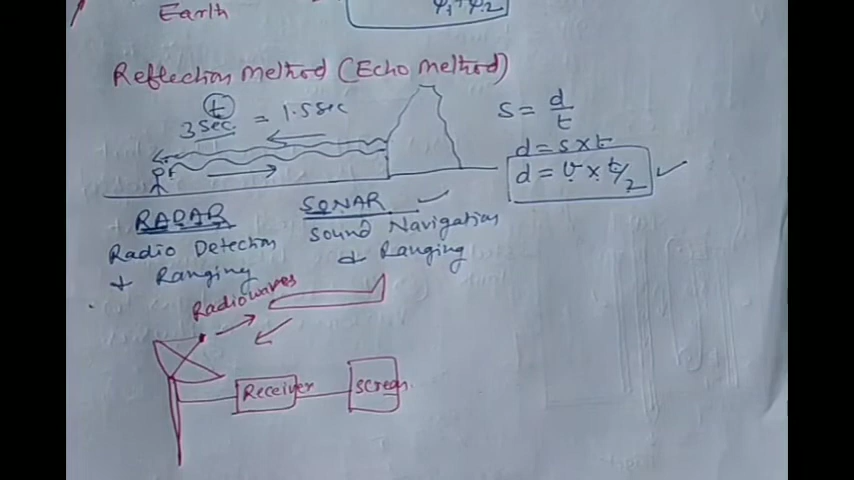 Earth
Reflection method (Echo method)
t
3 sec. = 1.5 sec
S = d/t
d = s x t
d = v x t/2
RADAR
SONAR
Radio Detection
+ Ranging
Sound Navigation
& Ranging
Radiowaves
Receiver
Screen